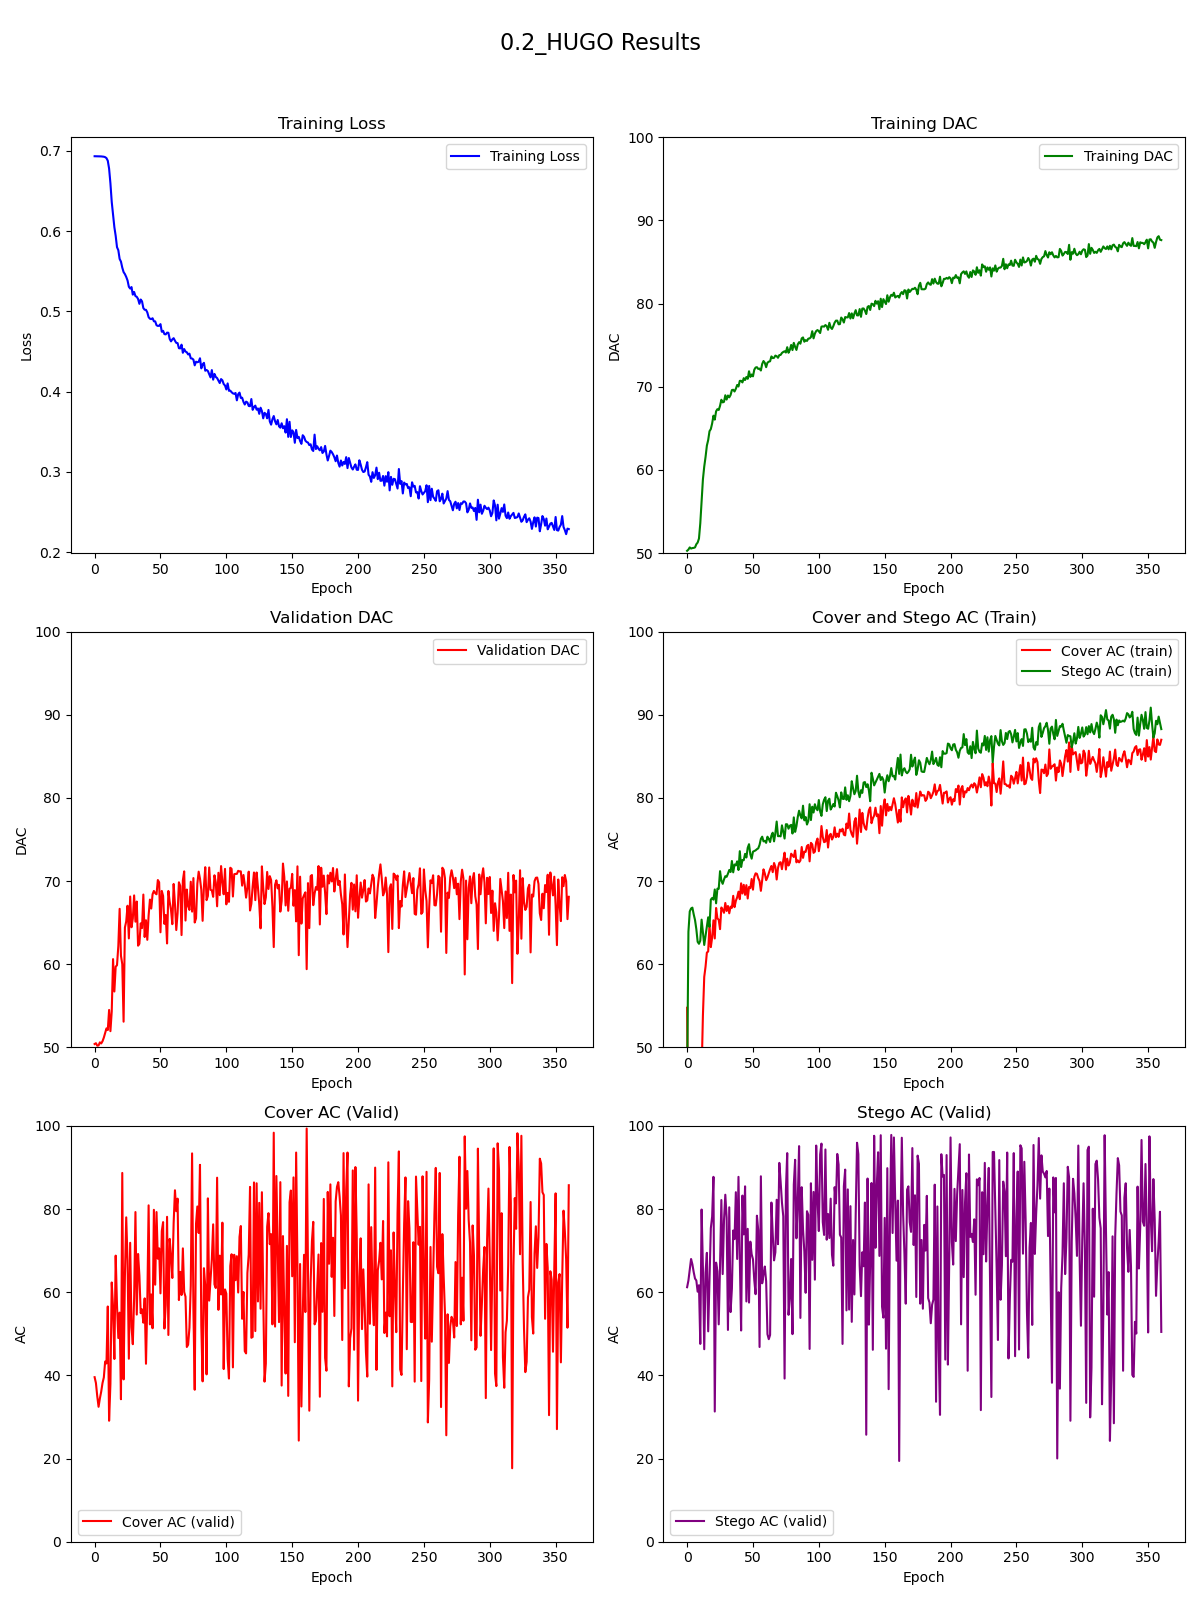 0.2_HUGO Results
Training Loss
Training Loss
0.7
0.6
0.5
0.4
0.3
0.2
Loss
0 50 100 150 200 250 300 350
Epoch
Training DAC
Training DAC
100
90
80
70
60
50
DAC
0 50 100 150 200 250 300 350
Epoch
Validation DAC
Validation DAC
100
90
80
70
60
50
DAC
0 50 100 150 200 250 300 350
Epoch
Cover and Stego AC (Train)
Cover AC (train)
Stego AC (train)
100
90
80
70
60
50
AC
0 50 100 150 200 250 300 350
Epoch
Cover AC (Valid)
100
80
60
40
20
0
AC
Cover AC (valid)
0 50 100 150 200 250 300 350
Epoch
Stego AC (Valid)
100
80
60
40
20
0
AC
Stego AC (valid)
0 50 100 150 200 250 300 350
Epoch